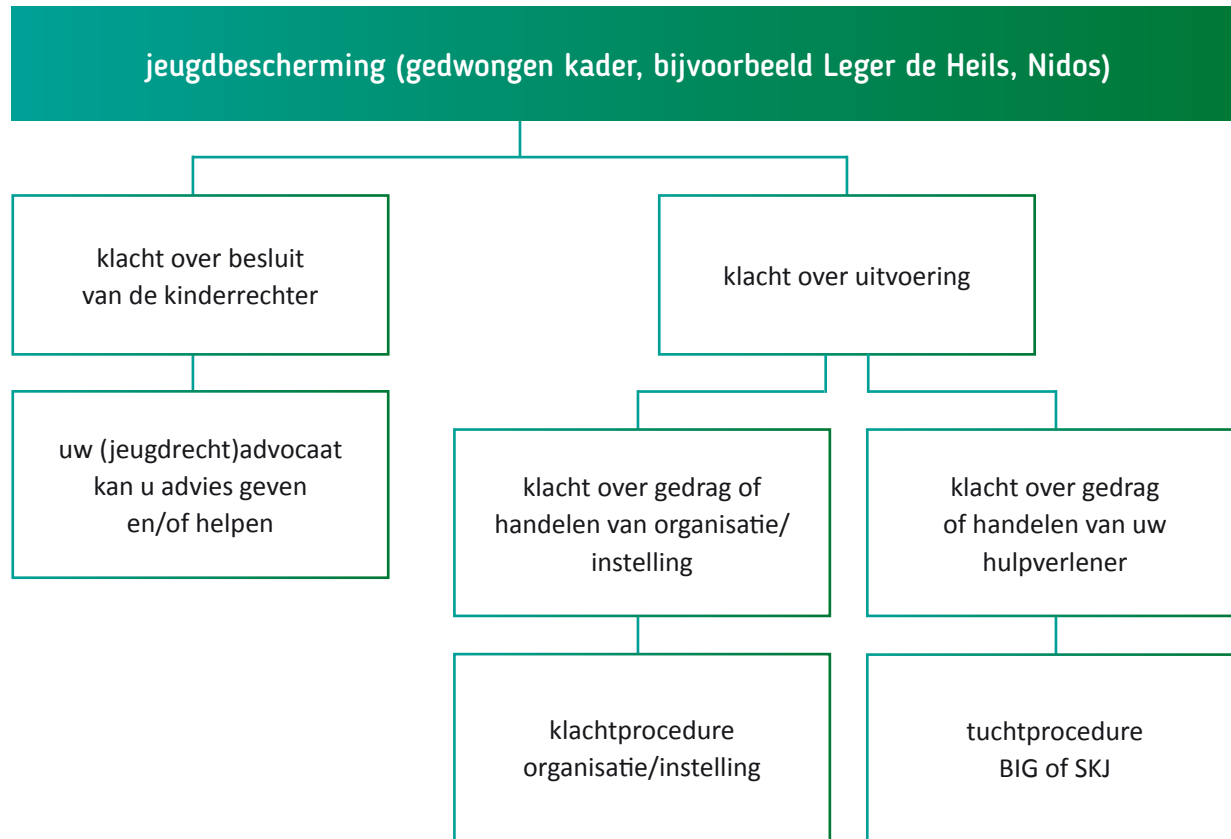 jeugdbescherming (gedwongen kader, bijvoorbeeld Leger de Heils, Nidos)
klacht over besluit
van de kinderrechter
klacht over uitvoering
uw (jeugdrecht)advocaat
kan u advies geven
en/of helpen
klacht over gedrag of
handelen van organisatie/
instelling
klacht over gedrag
of handelen van uw
hulpverlener
klachtprocedure
organisatie/instelling
tuchtprocedure
BIG of SKJ